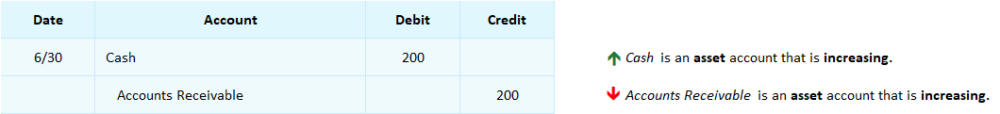 Date Account Debit Credit
6/30 Cash 200 Cash is an asset account that is increasing.
Accounts Receivable 200 Accounts Receivable is an asset account that is increasing.